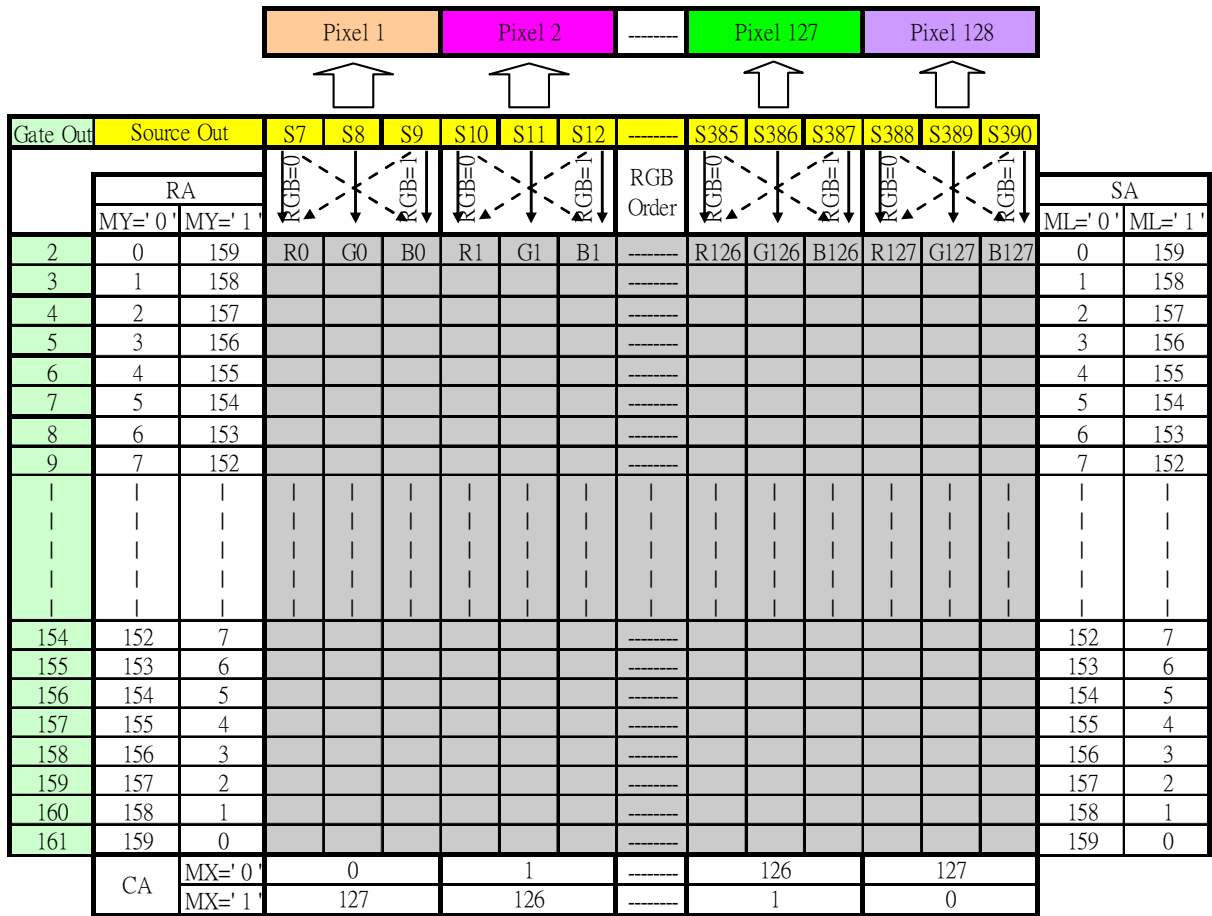 Pixel 1 Pixel 2 -------- Pixel 127 Pixel 128
Gate Out Source Out S7 S8 S9 S10 S11 S12 -------- S385 S386 S387 S388 S389 S390
RGB=0 RGB=1 RGB=0 RGB=1 RGB Order RGB=0 RGB=1 RGB=0 RGB=1
RA SA
MY=' 0 ' MY=' 1 ' ML=' 0 ' ML=' 1 '
2 0 159 R0 G0 B0 R1 G1 B1 -------- R126 G126 B126 R127 G127 B127 0 159
3 1 158 -------- 1 158
4 2 157 -------- 2 157
5 3 156 -------- 3 156
6 4 155 -------- 4 155
7 5 154 -------- 5 154
8 6 153 -------- 6 153
9 7 152 -------- 7 152
| | | | | | | | | | | | | | | | | |
| | | | | | | | | | | | | | | | | |
| | | | | | | | | | | | | | | | | |
| | | | | | | | | | | | | | | | | |
| | | | | | | | | | | | | | | | | |
154 152 7 -------- 152 7
155 153 6 -------- 153 6
156 154 5 -------- 154 5
157 155 4 -------- 155 4
158 156 3 -------- 156 3
159 157 2 -------- 157 2
160 158 1 -------- 158 1
161 159 0 -------- 159 0
CA MX=' 0 ' 0 1 -------- 126 127
MX=' 1 ' 127 126 -------- 1 0